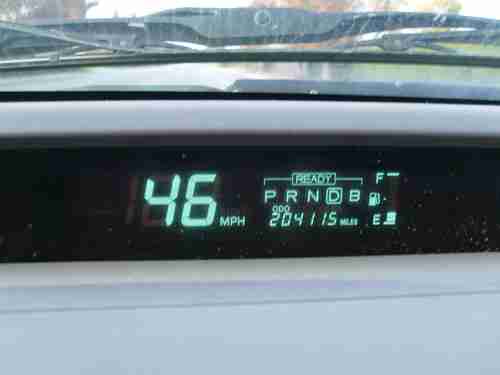 READY
F
P R N D B
46 MPH
ODO
204115 MILES
E